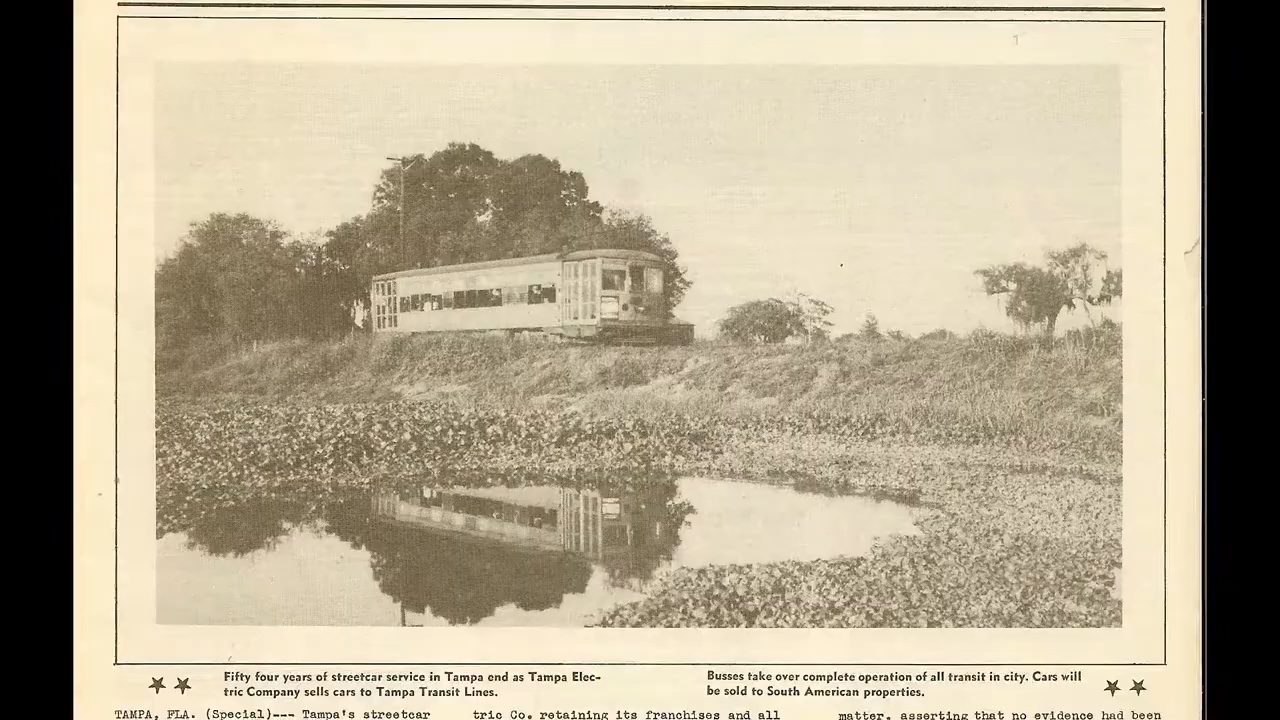 Fifty four years of streetcar service in Tampa end as Tampa Elec-
tric Company sells cars to Tampa Transit Lines.
Busses take over complete operation of all transit in city. Cars will
be sold to South American properties.
TAMPA, FLA. (Special)--- Tampa's streetcar
tric Co. retaining its franchises and all
matter, asserting that no evidence had been